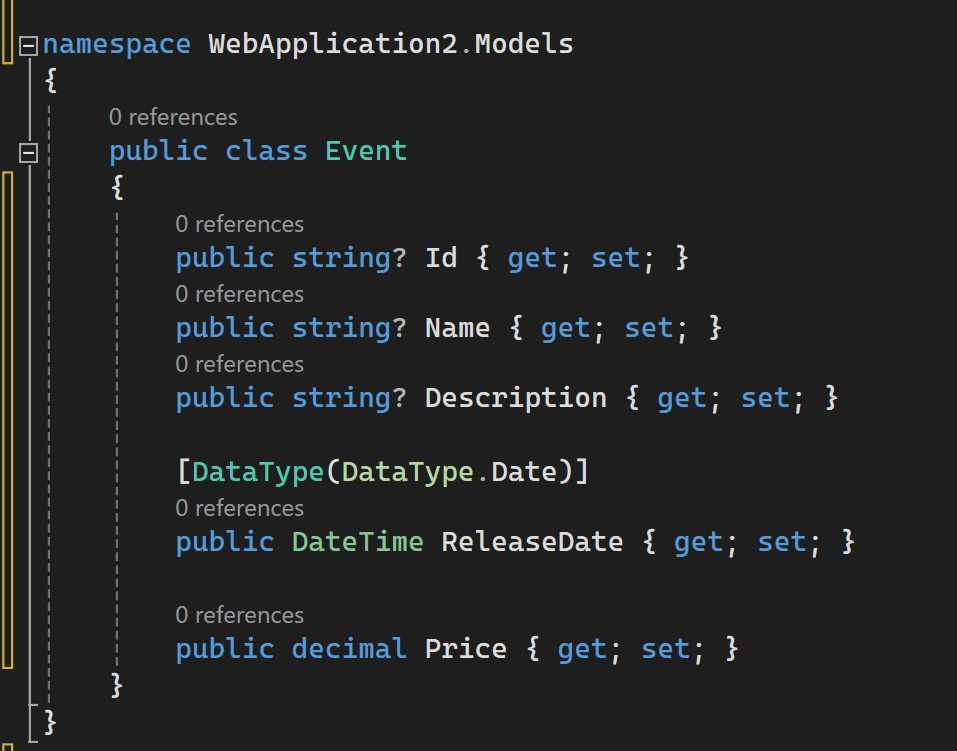 namespace WebApplication2.Models
{
0 references
public class Event
{
0 references
public string? Id { get; set; }
0 references
public string? Name { get; set; }
0 references
public string? Description { get; set; }
[DataType(DataType.Date)]
0 references
public DateTime ReleaseDate { get; set; }
0 references
public decimal Price { get; set; }
}
}